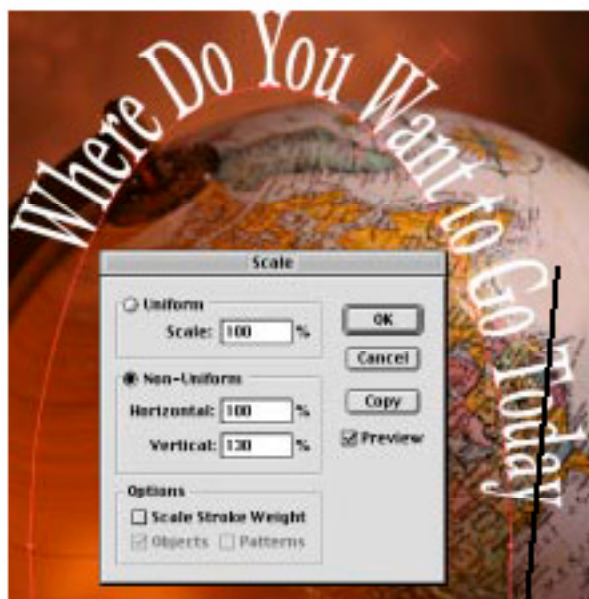 Where Do You Want to Go Today
Scale
Uniform
Scale: 100 %
OK
Cancel
Non-Uniform
Horizontal: 100 %
Copy
Vertical: 130 %
Preview
Options
Scale Stroke Weight
Objects Patterns